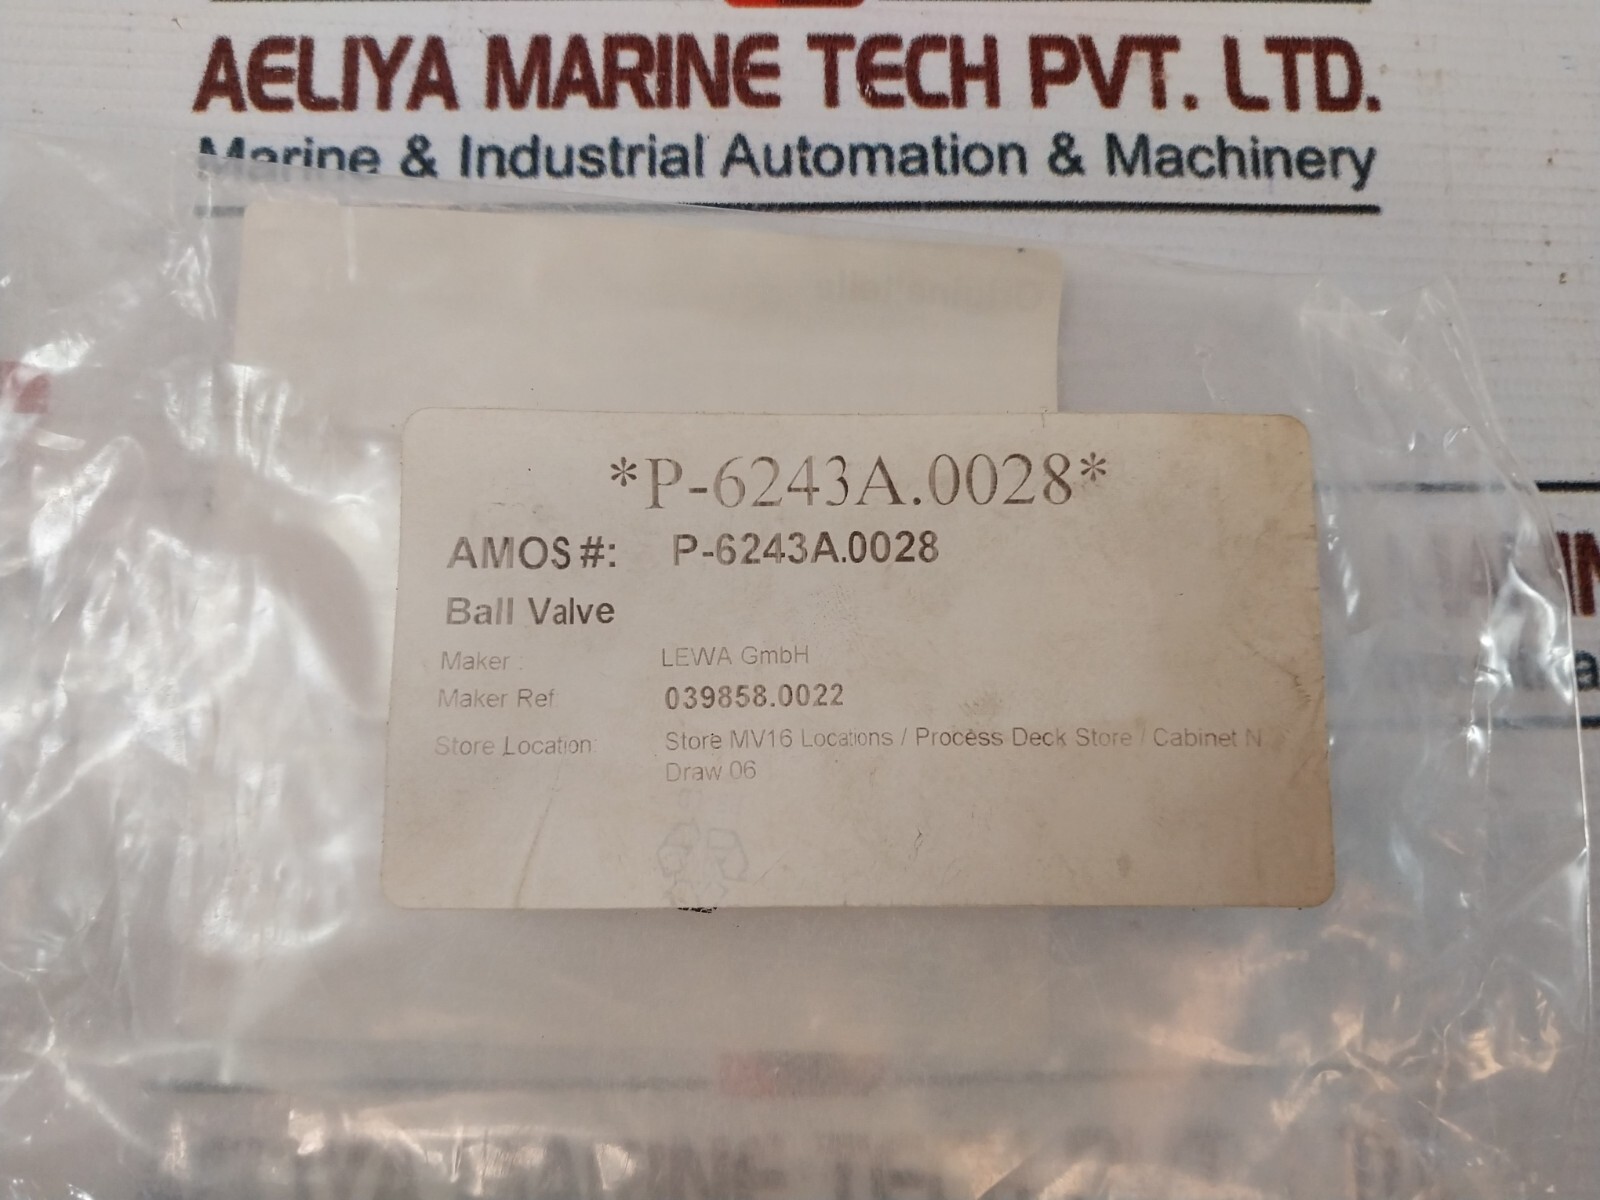 AELIYA MARINE TECH PVT. LTD.
Marine & Industrial Automation & Machinery
*P-6243A.0028*
AMOS#: P-6243A.0028
Ball Valve
Maker : LEWA GmbH
Maker Ref 039858.0022
Store Location: Store MV16 Locations / Process Deck Store / Cabinet N
Draw 06